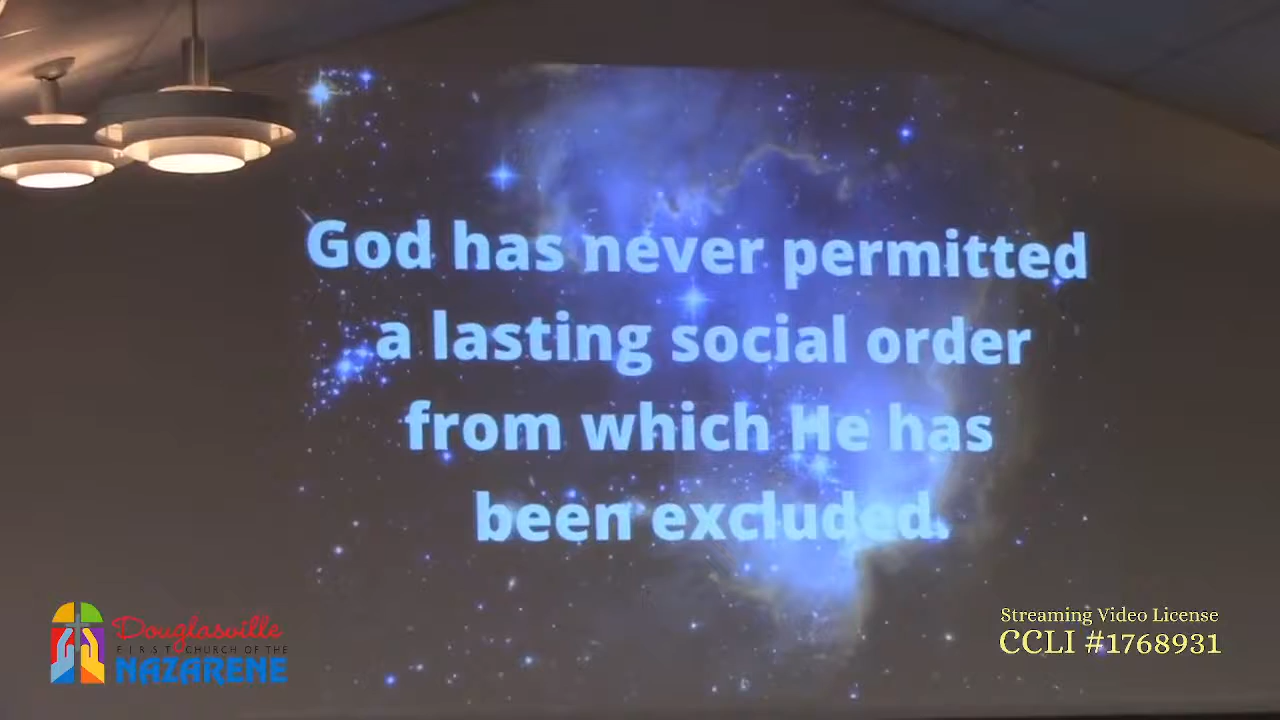 God has never permitted
a lasting social order
from which He has
been excluded.
Douglasville
FIRST CHURCH OF THE
NAZARENE
Streaming Video License
CCLI #1768931